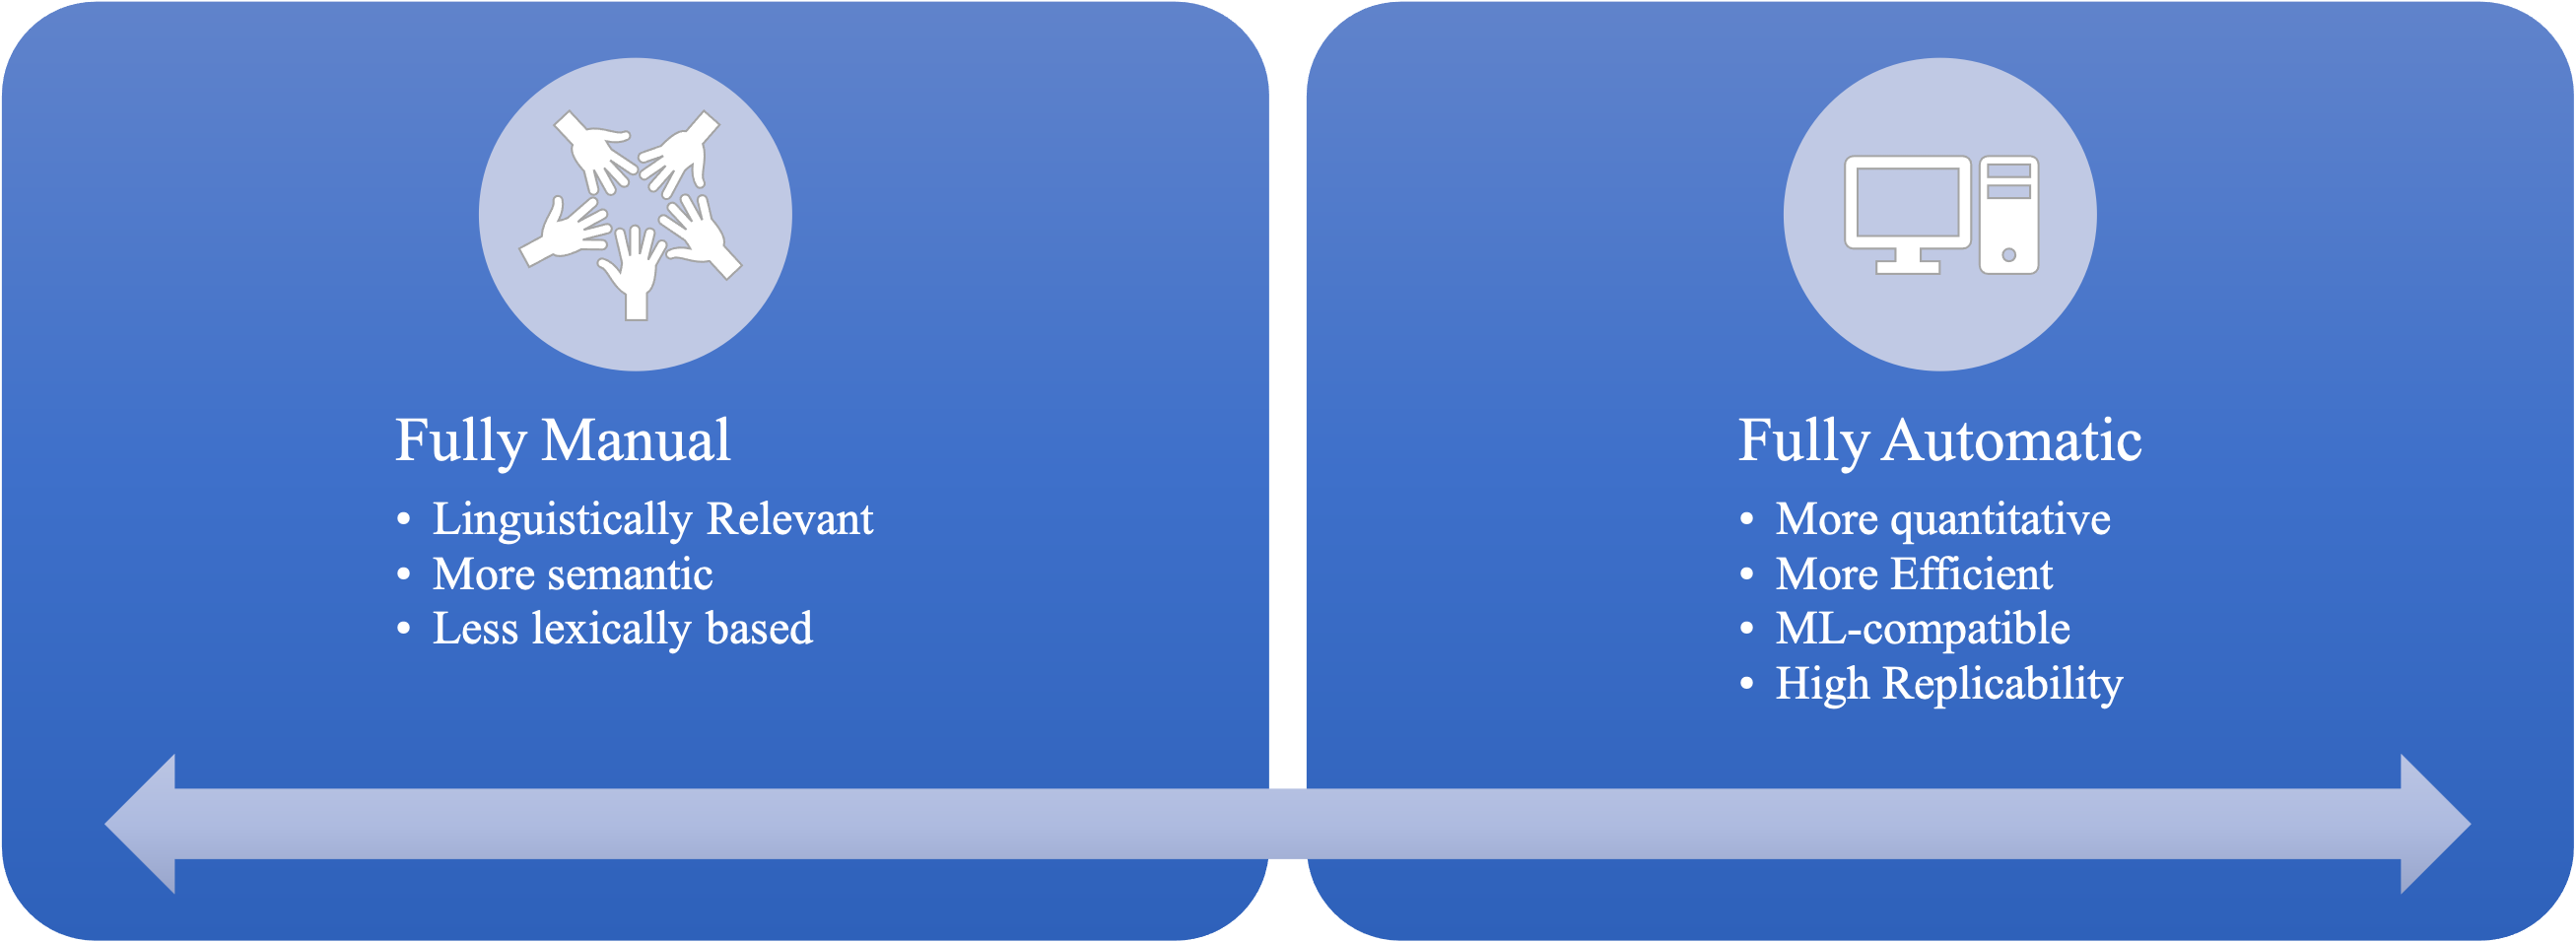 Fully Manual
• Linguistically Relevant
• More semantic
• Less lexically based
Fully Automatic
• More quantitative
• More Efficient
• ML-compatible
• High Replicability